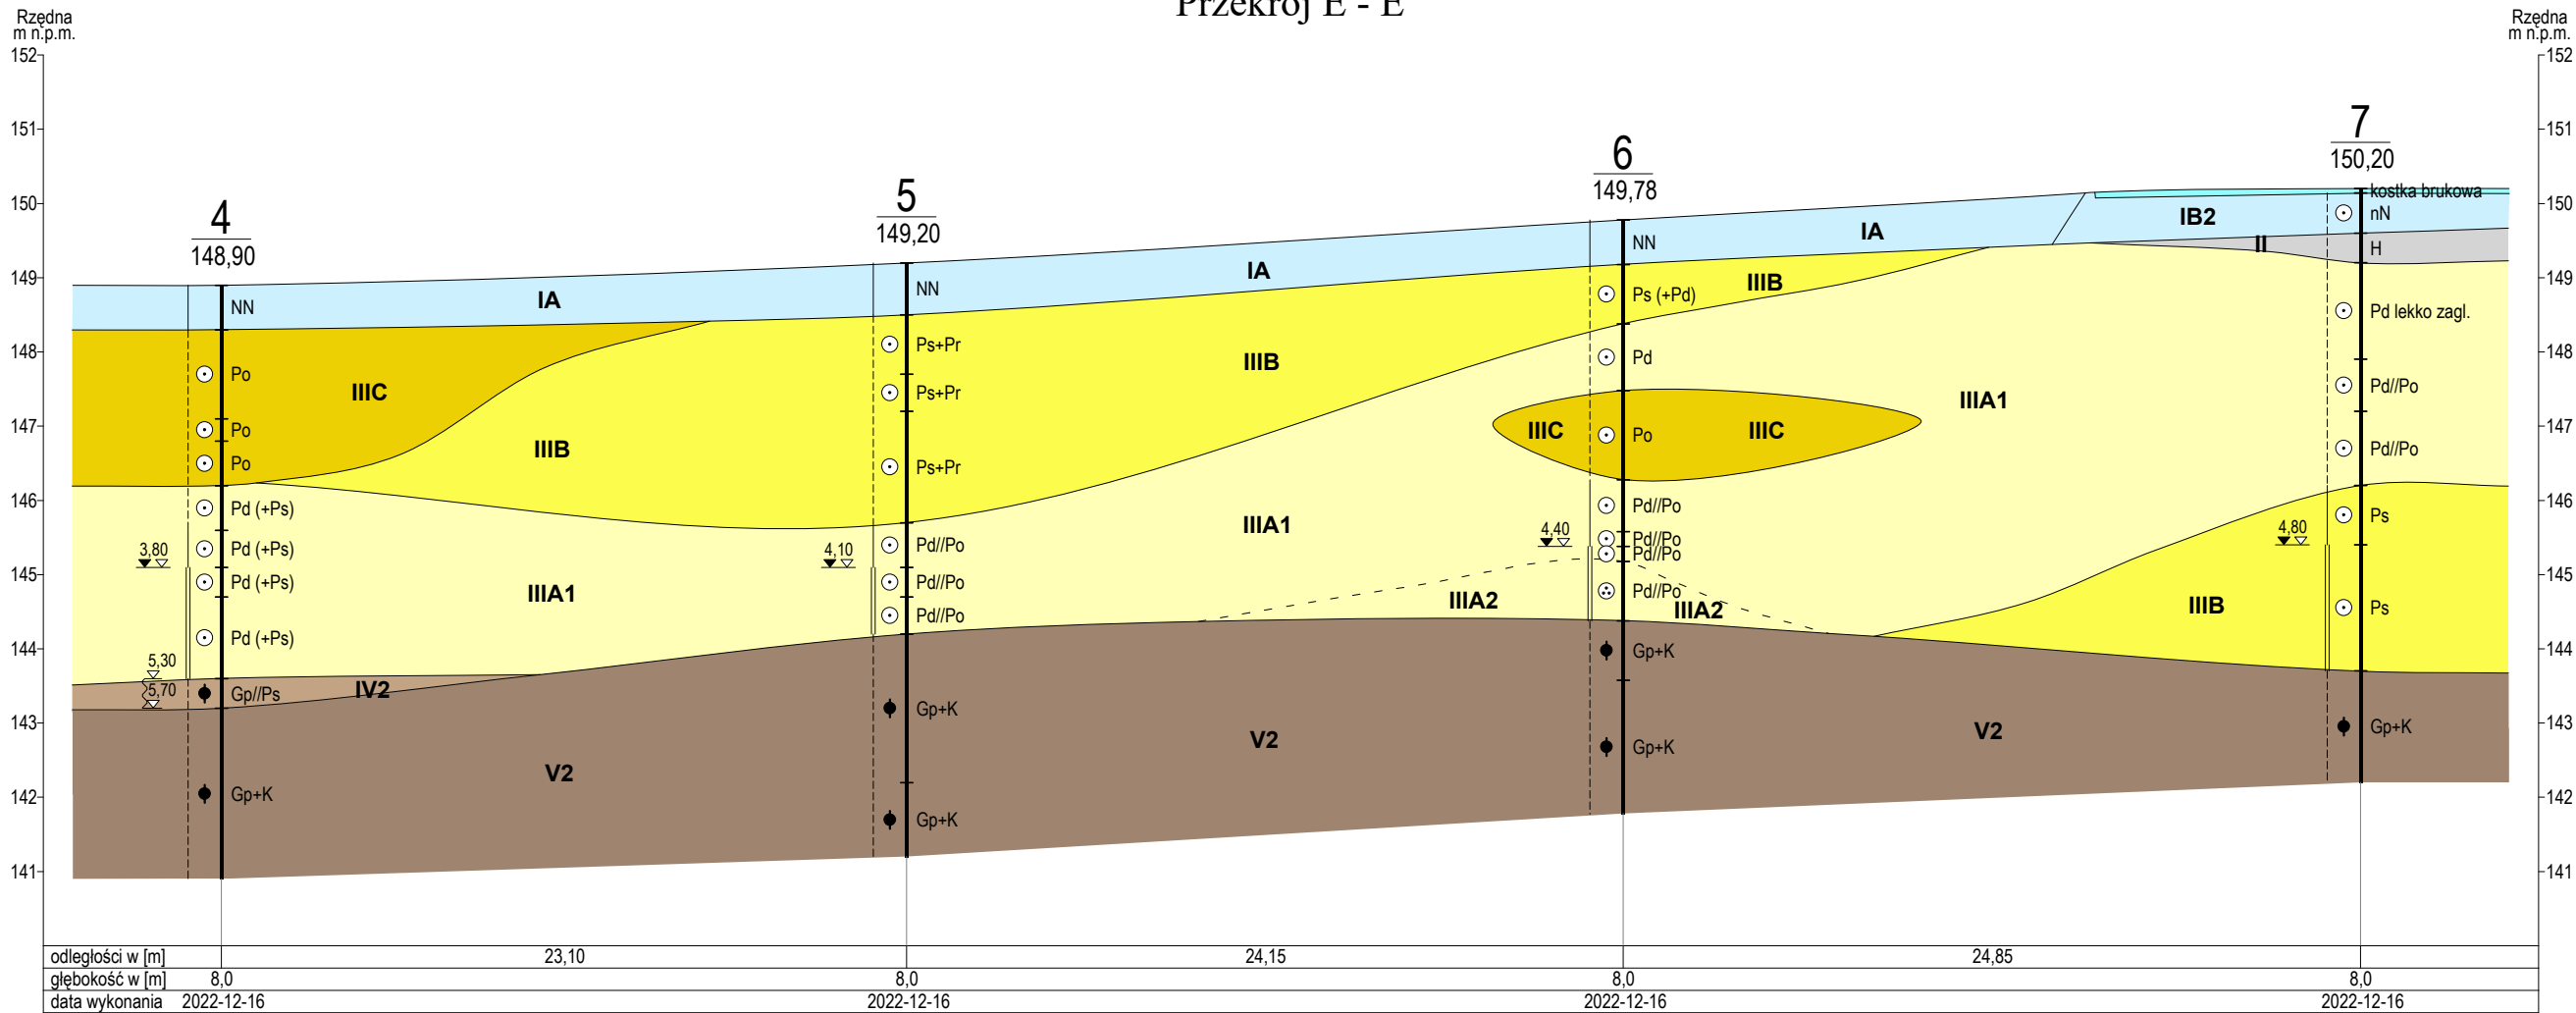 Przekrój E - E
Rzędna
m n.p.m.
Rzędna
m n.p.m.
152
151
150
149
148
147
146
145
144
143
142
141
152
151
150
149
148
147
146
145
144
143
142
141
4
148,90
NN
Po
Po
Po
Pd (+Ps)
Pd (+Ps)
Pd (+Ps)
Pd (+Ps)
Gp//Ps
Gp+K
3,80
5,30
5,70
5
149,20
NN
Ps+Pr
Ps+Pr
Ps+Pr
Pd//Po
Pd//Po
Pd//Po
Gp+K
Gp+K
4,10
6
149,78
NN
Ps (+Pd)
Pd
Po
Pd//Po
Pd//Po
Pd//Po
Pd//Po
Gp+K
Gp+K
4,40
7
150,20
kostka brukowa
nN
H
Pd lekko zagl.
Pd//Po
Pd//Po
Ps
Ps
Gp+K
4,80
IA
IA
IA
IB2
II
IIIC
IIIB
IIIB
IIIB
IIIC
IIIC
IIIA1
IIIA1
IIIA1
IIIA2
IIIA2
IIIB
IV2
V2
V2
V2
odległości w [m] 23,10 24,15 24,85
głębokość w [m] 8,0 8,0 8,0 8,0
data wykonania 2022-12-16 2022-12-16 2022-12-16 2022-12-16